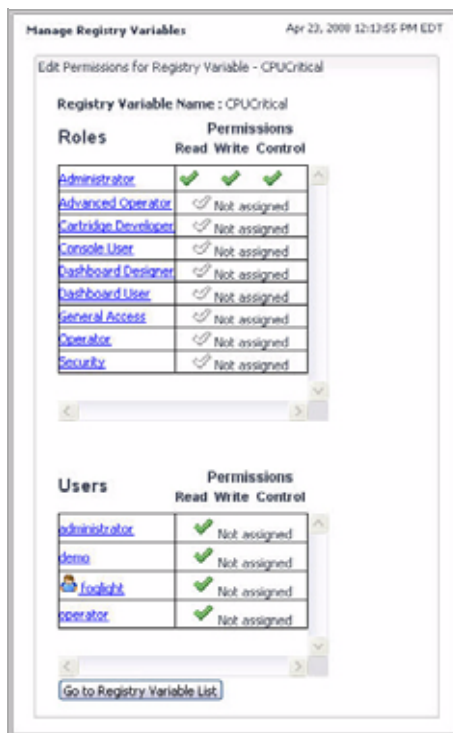 Manage Registry Variables Apr 23, 2008 12:13:55 PM EDT
Edit Permissions for Registry Variable - CPUCritical
Registry Variable Name : CPUCritical
Roles Permissions
Read Write Control
Administrator
Advanced Operator Not assigned
Cartridge Developer Not assigned
Console User Not assigned
Dashboard Designer Not assigned
Dashboard User Not assigned
General Access Not assigned
Operator Not assigned
Security Not assigned
Users Permissions
Read Write Control
administrator Not assigned
demo Not assigned
foglight Not assigned
operator Not assigned
Go to Registry Variable List